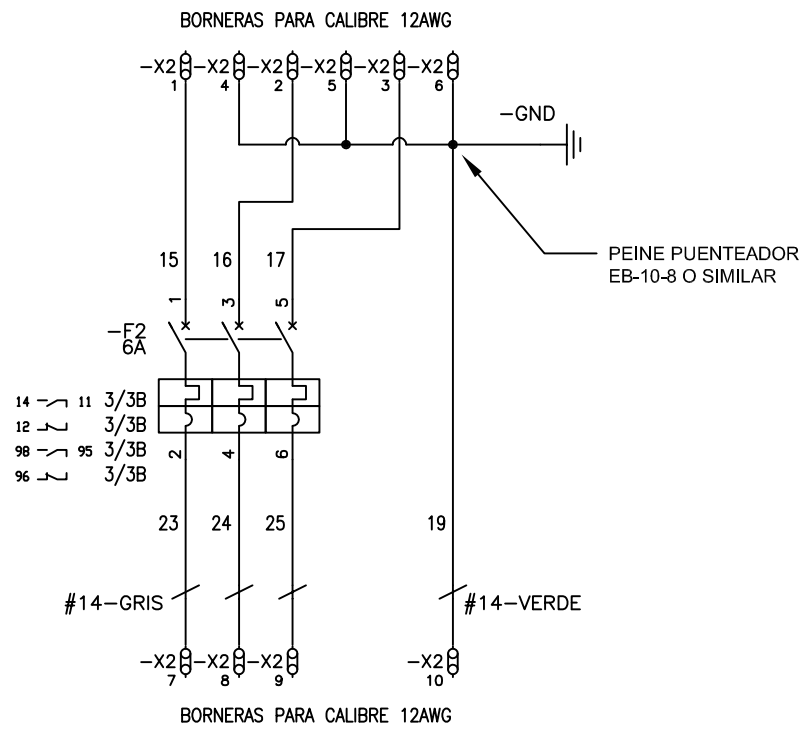 BORNERAS PARA CALIBRE 12AWG
-X2 -X2 -X2 -X2 -X2 -X2
1 4 2 5 3 6
-GND
PEINE PUENTEADOR
EB-10-8 O SIMILAR
15 16 17
1 3 5
-F2
6A
14 11 3/3B
12 3/3B
98 95 3/3B
96 3/3B
2 4 6
23 24 25 19
#14-GRIS #14-VERDE
-X2 -X2 -X2 -X2
7 8 9 10
BORNERAS PARA CALIBRE 12AWG